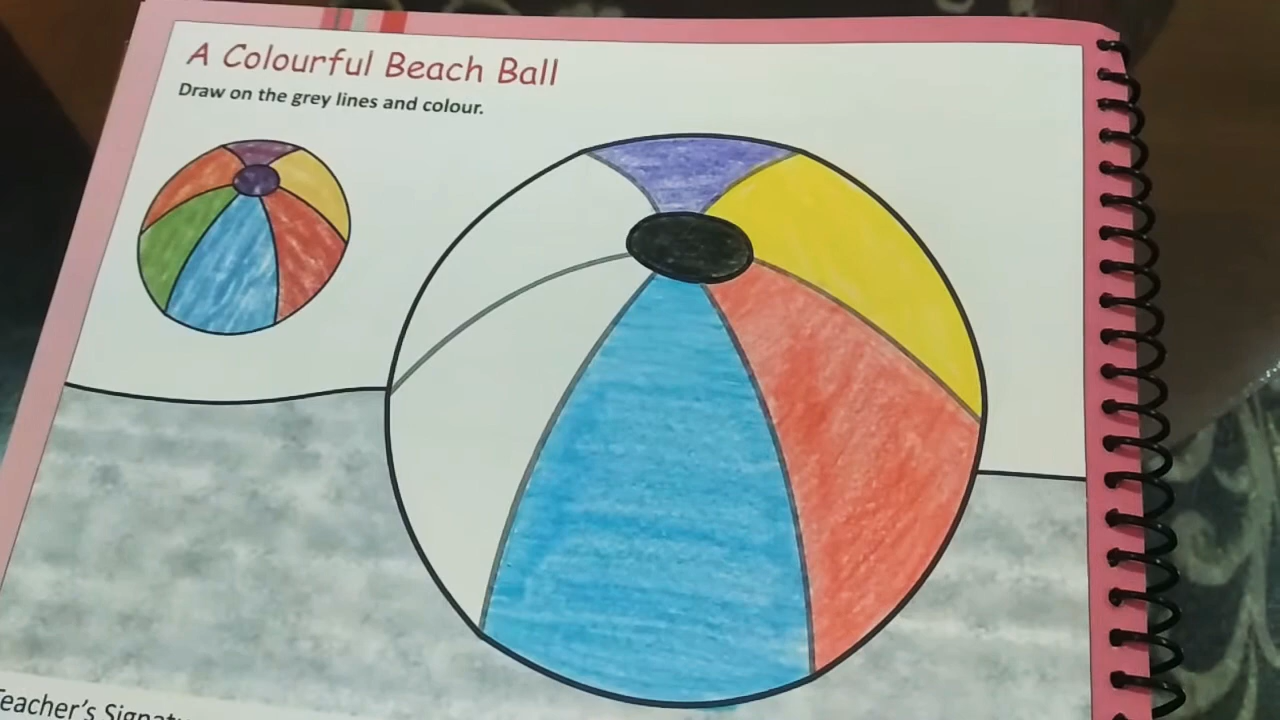 A Colourful Beach Ball
Draw on the grey lines and colour.
Teacher's